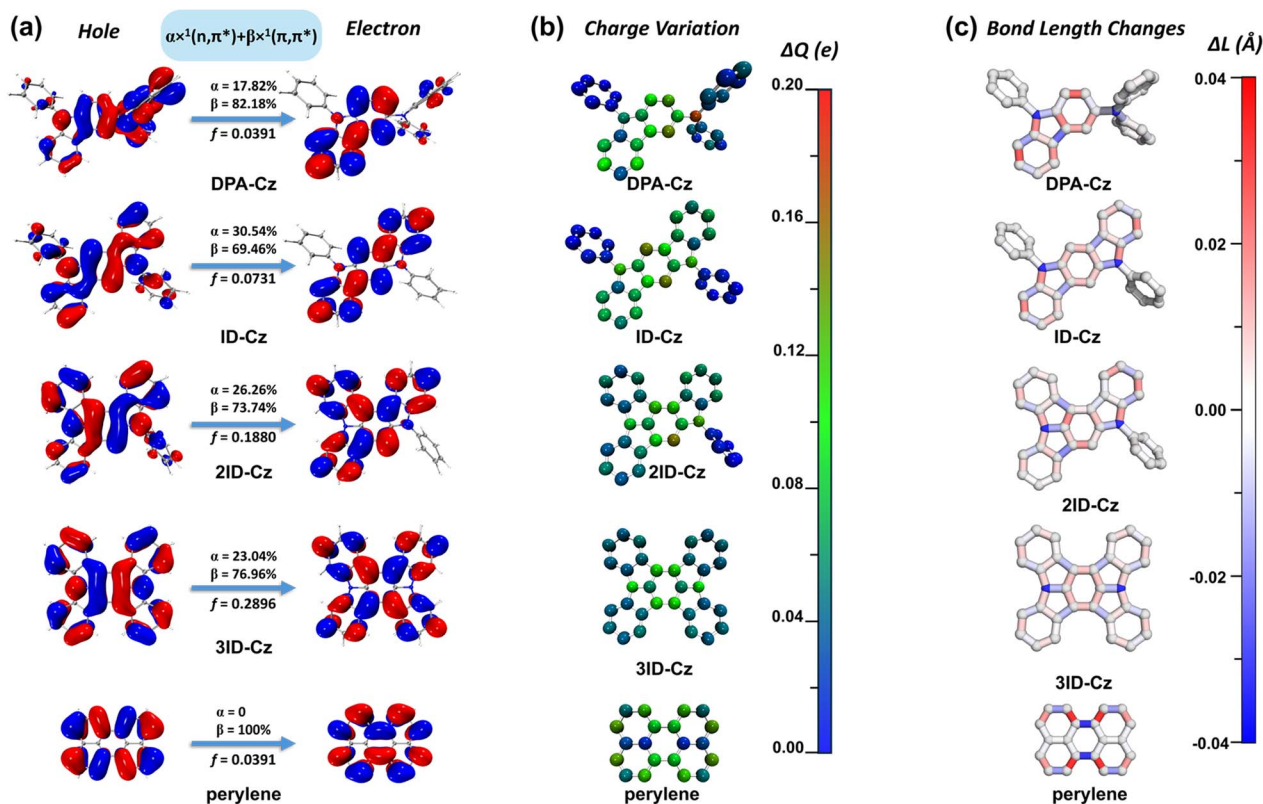 (a)
Hole
α×¹(n,π*)+β×¹(π,π*)
Electron
α = 17.82%
β = 82.18%
f = 0.0391
DPA-Cz
α = 30.54%
β = 69.46%
f = 0.0731
ID-Cz
α = 26.26%
β = 73.74%
f = 0.1880
2ID-Cz
α = 23.04%
β = 76.96%
f = 0.2896
3ID-Cz
α = 0
β = 100%
f = 0.0391
perylene
(b)
Charge Variation
ΔQ (e)
DPA-Cz
ID-Cz
2ID-Cz
3ID-Cz
perylene
0.20
0.16
0.12
0.08
0.04
0.00
(c)
Bond Length Changes
ΔL (Å)
DPA-Cz
ID-Cz
2ID-Cz
3ID-Cz
perylene
0.04
0.02
0.00
-0.02
-0.04